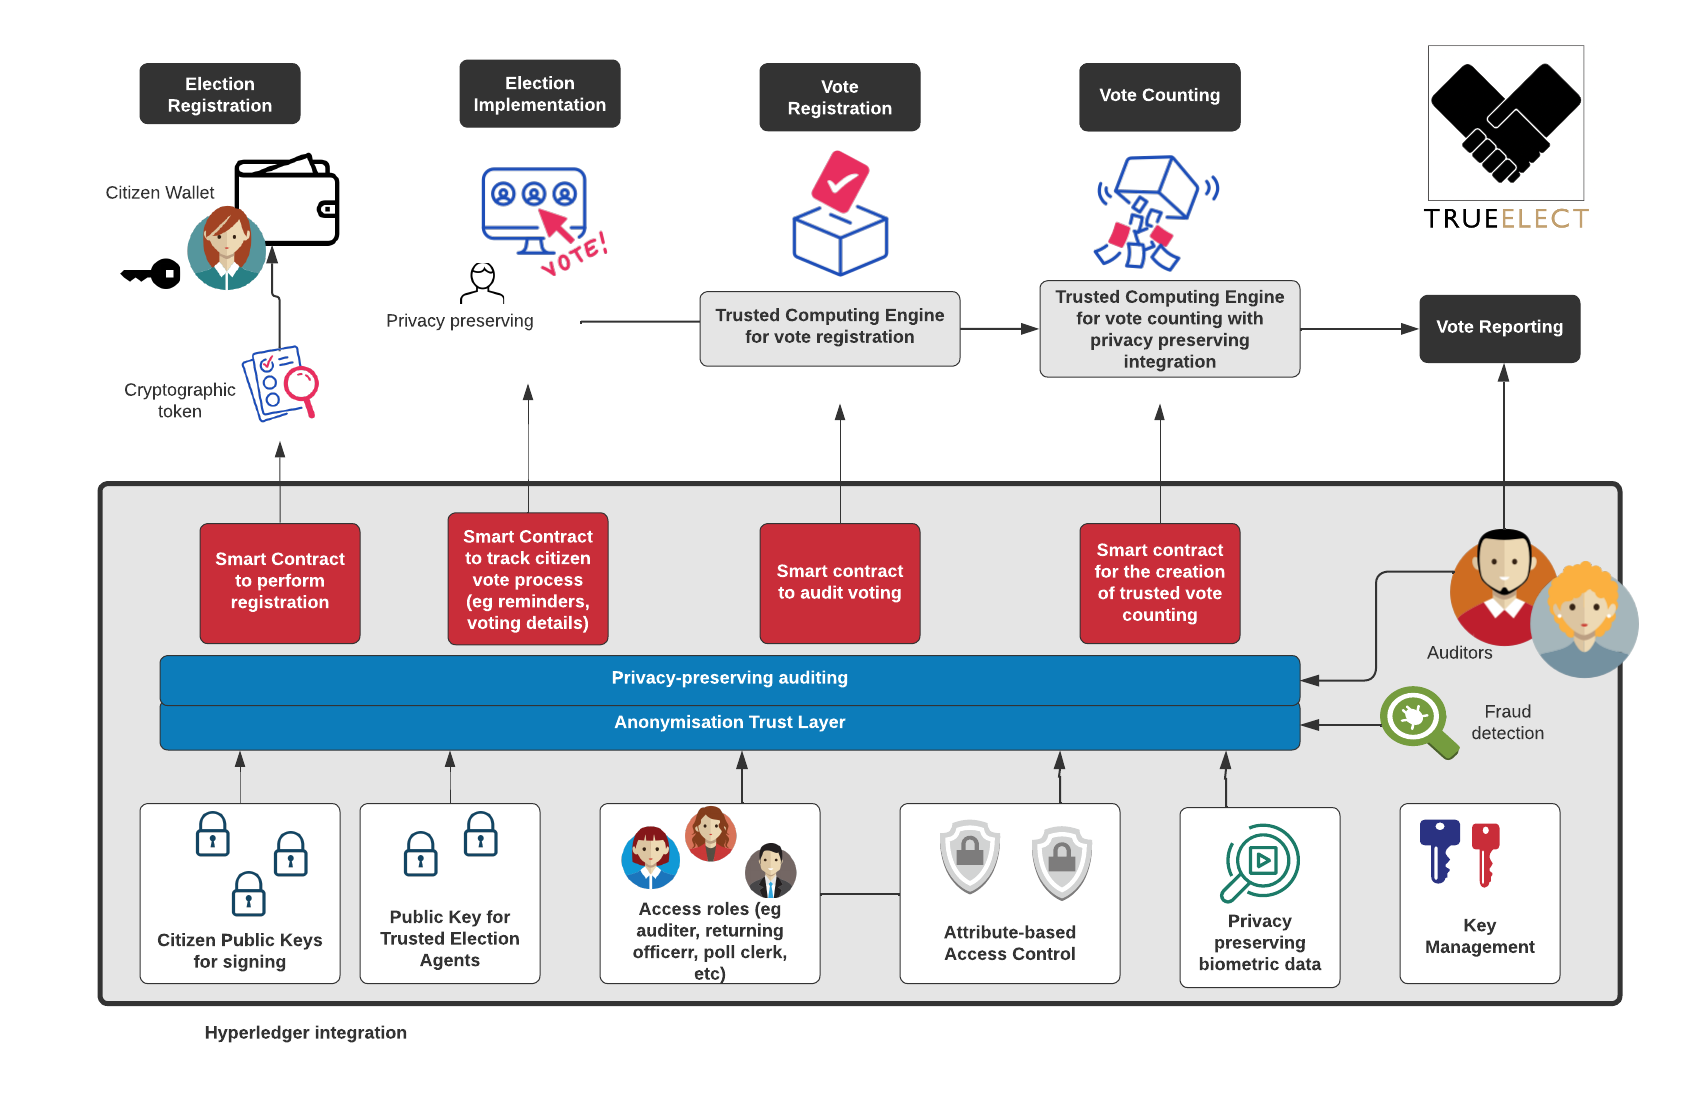 Election
Registration
Election
Implementation
Vote
Registration
Vote Counting
TRUEELECT
Citizen Wallet
VOTE!
Privacy preserving
Trusted Computing Engine
for vote registration
Trusted Computing Engine
for vote counting with
privacy preserving
integration
Vote Reporting
Cryptographic
token
Smart Contract
to perform
registration
Smart Contract
to track citizen
vote process
(eg reminders,
voting details)
Smart contract
to audit voting
Smart contract
for the creation
of trusted vote
counting
Auditors
Privacy-preserving auditing
Anonymisation Trust Layer
Fraud
detection
Citizen Public Keys
for signing
Public Key for
Trusted Election
Agents
Access roles (eg
auditer, returning
officerr, poll clerk,
etc)
Attribute-based
Access Control
Privacy
preserving
biometric data
Key
Management
Hyperledger integration